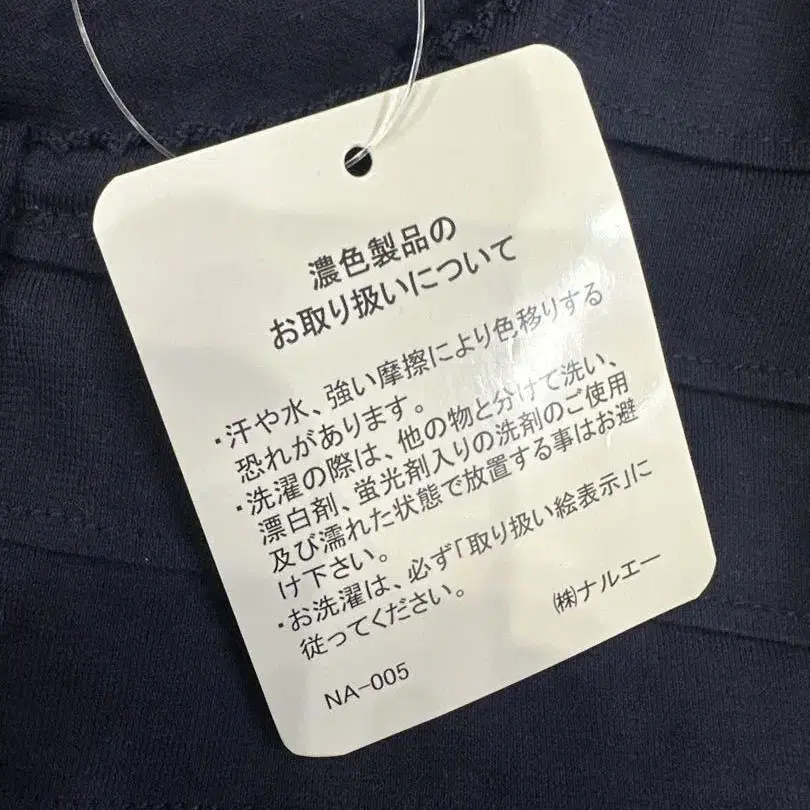 濃色製品の
お取り扱いについて
・汗や水、強い摩擦により色移りする
恐れがあります。
・洗濯の際は、他の物と分けて洗い、
漂白剤、蛍光剤入りの洗剤のご使用
及び濡れた状態で放置する事はお避
け下さい。
・お洗濯は、必ず「取り扱い絵表示」に
従ってください。
㈱ナルエー
NA-005